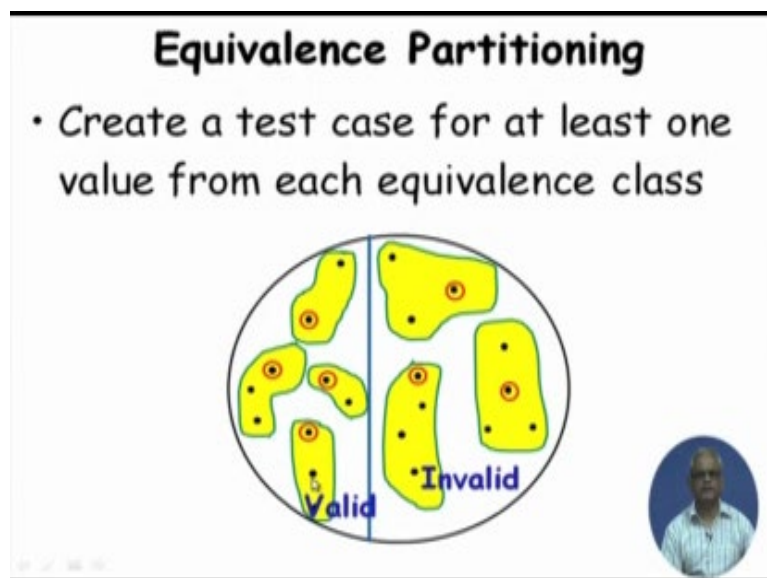 Equivalence Partitioning
• Create a test case for at least one
value from each equivalence class
Invalid
Valid